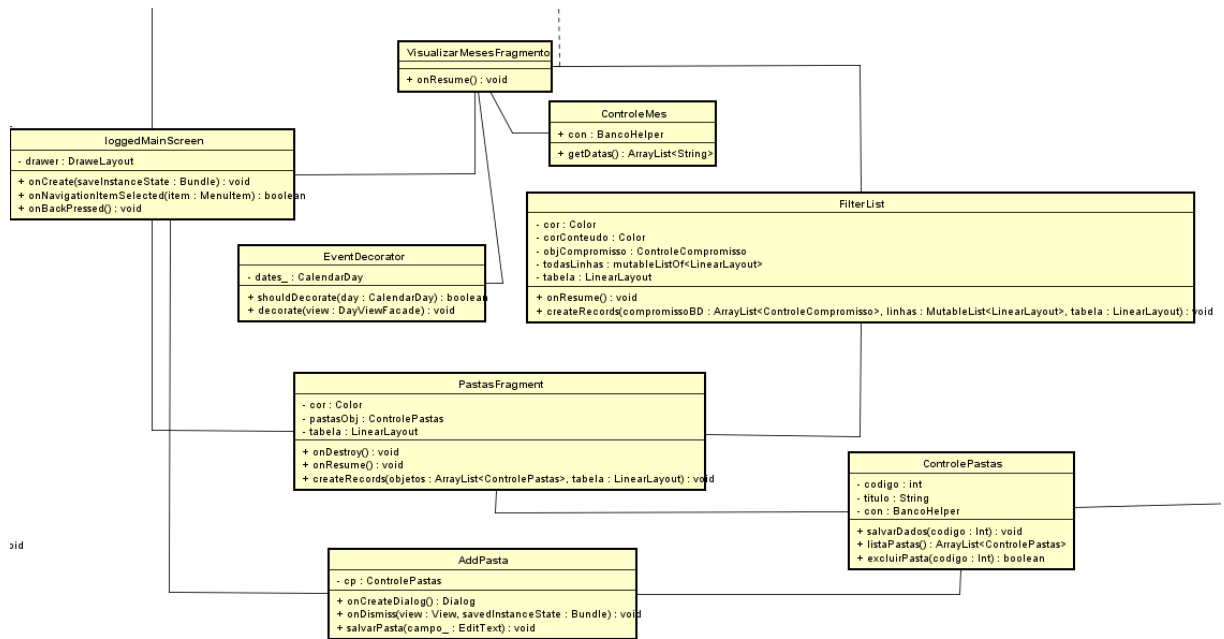 VisualizarMesesFragmento
+ onResume() : void
ControleMes
+ con : BancoHelper
+ getDatas() : ArrayList<String>
loggedMainScreen
- drawer : DraweLayout
+ onCreate(saveInstanceState : Bundle) : void
+ onNavigationItemSelected(item : MenuItem) : boolean
+ onBackPressed() : void
FilterList
- cor : Color
- corConteudo : Color
- objCompromisso : ControleCompromisso
- todasLinhas : mutableListOf<LinearLayout>
- tabela : LinearLayout
+ onResume() : void
+ createRecords(compromissoBD : ArrayList<ControleCompromisso>, linhas : MutableList<LinearLayout>, tabela : LinearLayout) : void
EventDecorator
- dates_ : CalendarDay
+ shouldDecorate(day : CalendarDay) : boolean
+ decorate(view : DayViewFacade) : void
PastasFragment
- cor : Color
- pastasObj : ControlePastas
- tabela : LinearLayout
+ onDestroy() : void
+ onResume() : void
+ createRecords(objetos : ArrayList<ControlePastas>, tabela : LinearLayout) : void
ControlePastas
- codigo : int
- titulo : String
- con : BancoHelper
+ salvarDados(codigo : Int) : void
+ listaPastas() : ArrayList<ControlePastas>
+ excluirPasta(codigo : Int) : boolean
oid
AddPasta
- cp : ControlePastas
+ onCreateDialog() : Dialog
+ onDismiss(view : View, savedInstanceState : Bundle) : void
+ salvarPasta(campo_ : EditText) : void